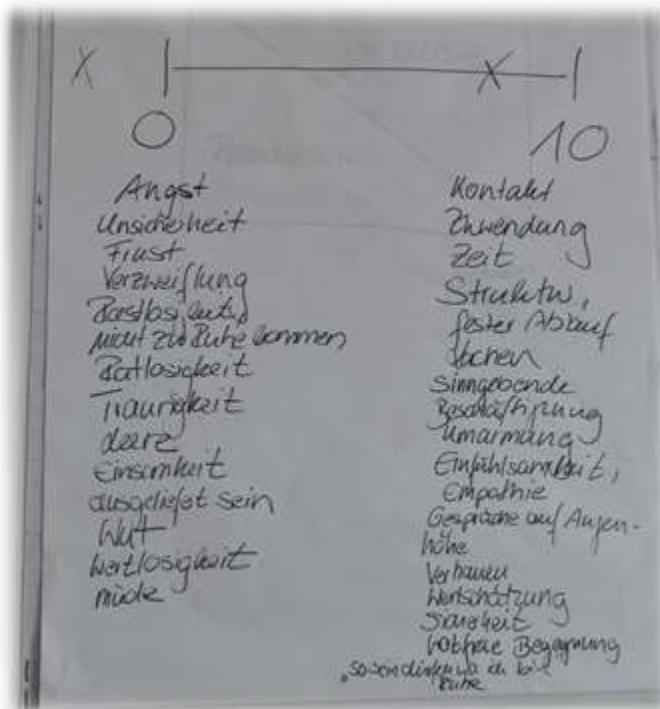 X
X
0
10
Angst
Unsicherheit
Frust
Verzweiflung
Rastlosigkeit,
nicht zur Ruhe kommen
Ratlosigkeit
Traurigkeit
Leere
Einsamkeit
ausgeliefert sein
Wut
Wertlosigkeit
müde
Kontakt
Zuwendung
Zeit
Struktur,
fester Ablauf
Lachen
Sinngebende
Beschäftigung
Umarmung
Einfühlsamkeit,
Empathie
Gespräche auf Augen-
höhe
Vertrauen
Wertschätzung
Sicherheit
Begegnung
Ruhe